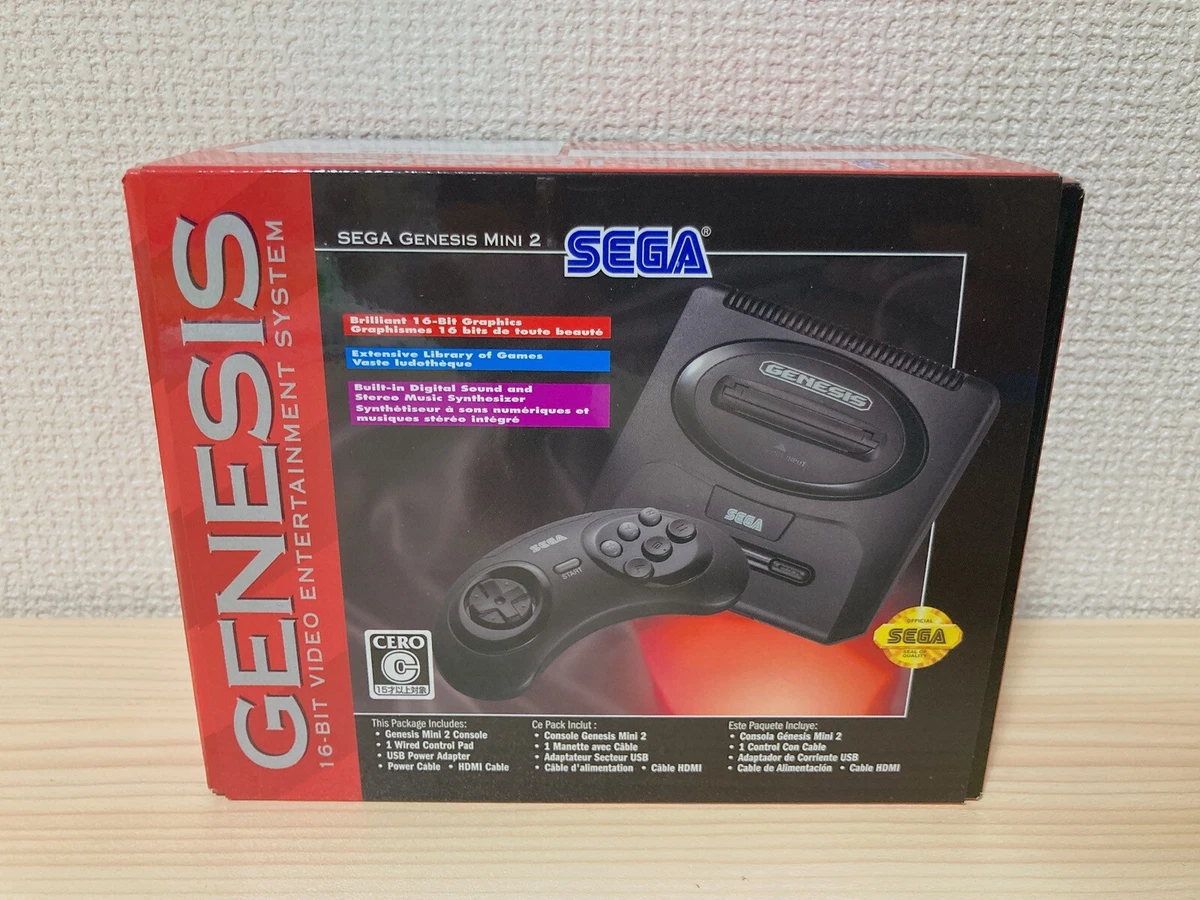 GENESIS
16-BIT VIDEO ENTERTAINMENT SYSTEM
SEGA GENESIS MINI 2
SEGA®
Brilliant 16-Bit Graphics
Graphismes 16 bits de toute beauté
Extensive Library of Games
Vaste ludothèque
Built-in Digital Sound and
Stereo Music Synthesizer
Synthétiseur à sons numériques et
musiques stéréo intégré
GENESIS
INPUT
SEGA
SEGA
START
OFFICIAL
SEGA
SEAL OF
QUALITY
CERO
C
15才以上対象
This Package Includes:
• Genesis Mini 2 Console
• 1 Wired Control Pad
• USB Power Adapter
• Power Cable • HDMI Cable
Ce Pack Inclut :
• Console Genesis Mini 2
• 1 Manette avec Câble
• Adaptateur Secteur USB
• Câble d'alimentation • Câble HDMI
Este Paquete Incluye:
• Consola Génesis Mini 2
• 1 Control Con Cable
• Adaptador de Corriente USB
• Cable de Alimentación • Cable HDMI